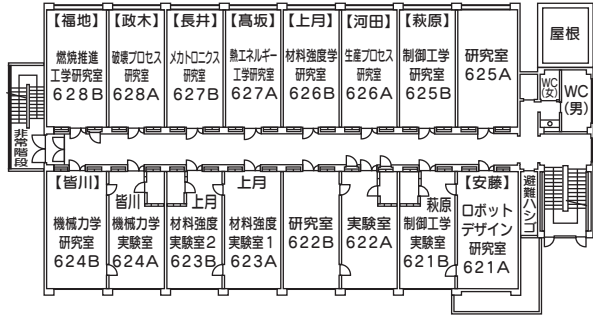 【福地】
燃焼推進
工学研究室
628B
【政木】
破壊プロセス
研究室
628A
【長井】
メカトロニクス
研究室
627B
【髙坂】
熱エネルギー
工学研究室
627A
【上月】
材料強度学
研究室
626B
【河田】
生産プロセス
研究室
626A
【萩原】
制御工学
研究室
625B
研究室
625A
屋根
WC
(女)
WC
(男)
非常階段
【皆川】
機械力学
研究室
624B
皆川
機械力学
実験室
624A
上月
材料強度
実験室2
623B
上月
材料強度
実験室1
623A
研究室
622B
実験室
622A
萩原
制御工学
実験室
621B
【安藤】
ロボット
デザイン
研究室
621A
避難ハシゴ